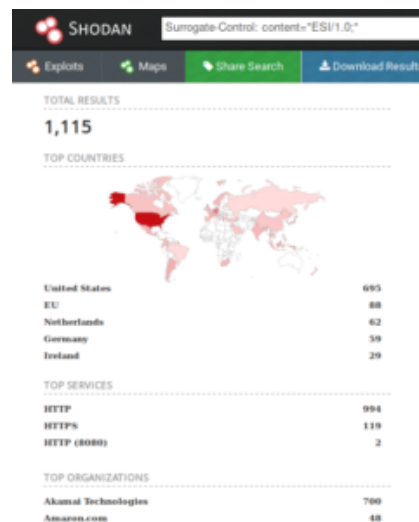 SHODAN
Surrogate-Control: content="ESI/1.0;"
Exploits Maps Share Search Download Results
TOTAL RESULTS
1,115
TOP COUNTRIES
United States 695
EU 88
Netherlands 62
Germany 59
Ireland 29
TOP SERVICES
HTTP 994
HTTPS 119
HTTP (8080) 2
TOP ORGANIZATIONS
Akamai Technologies 700
Amazon.com 48